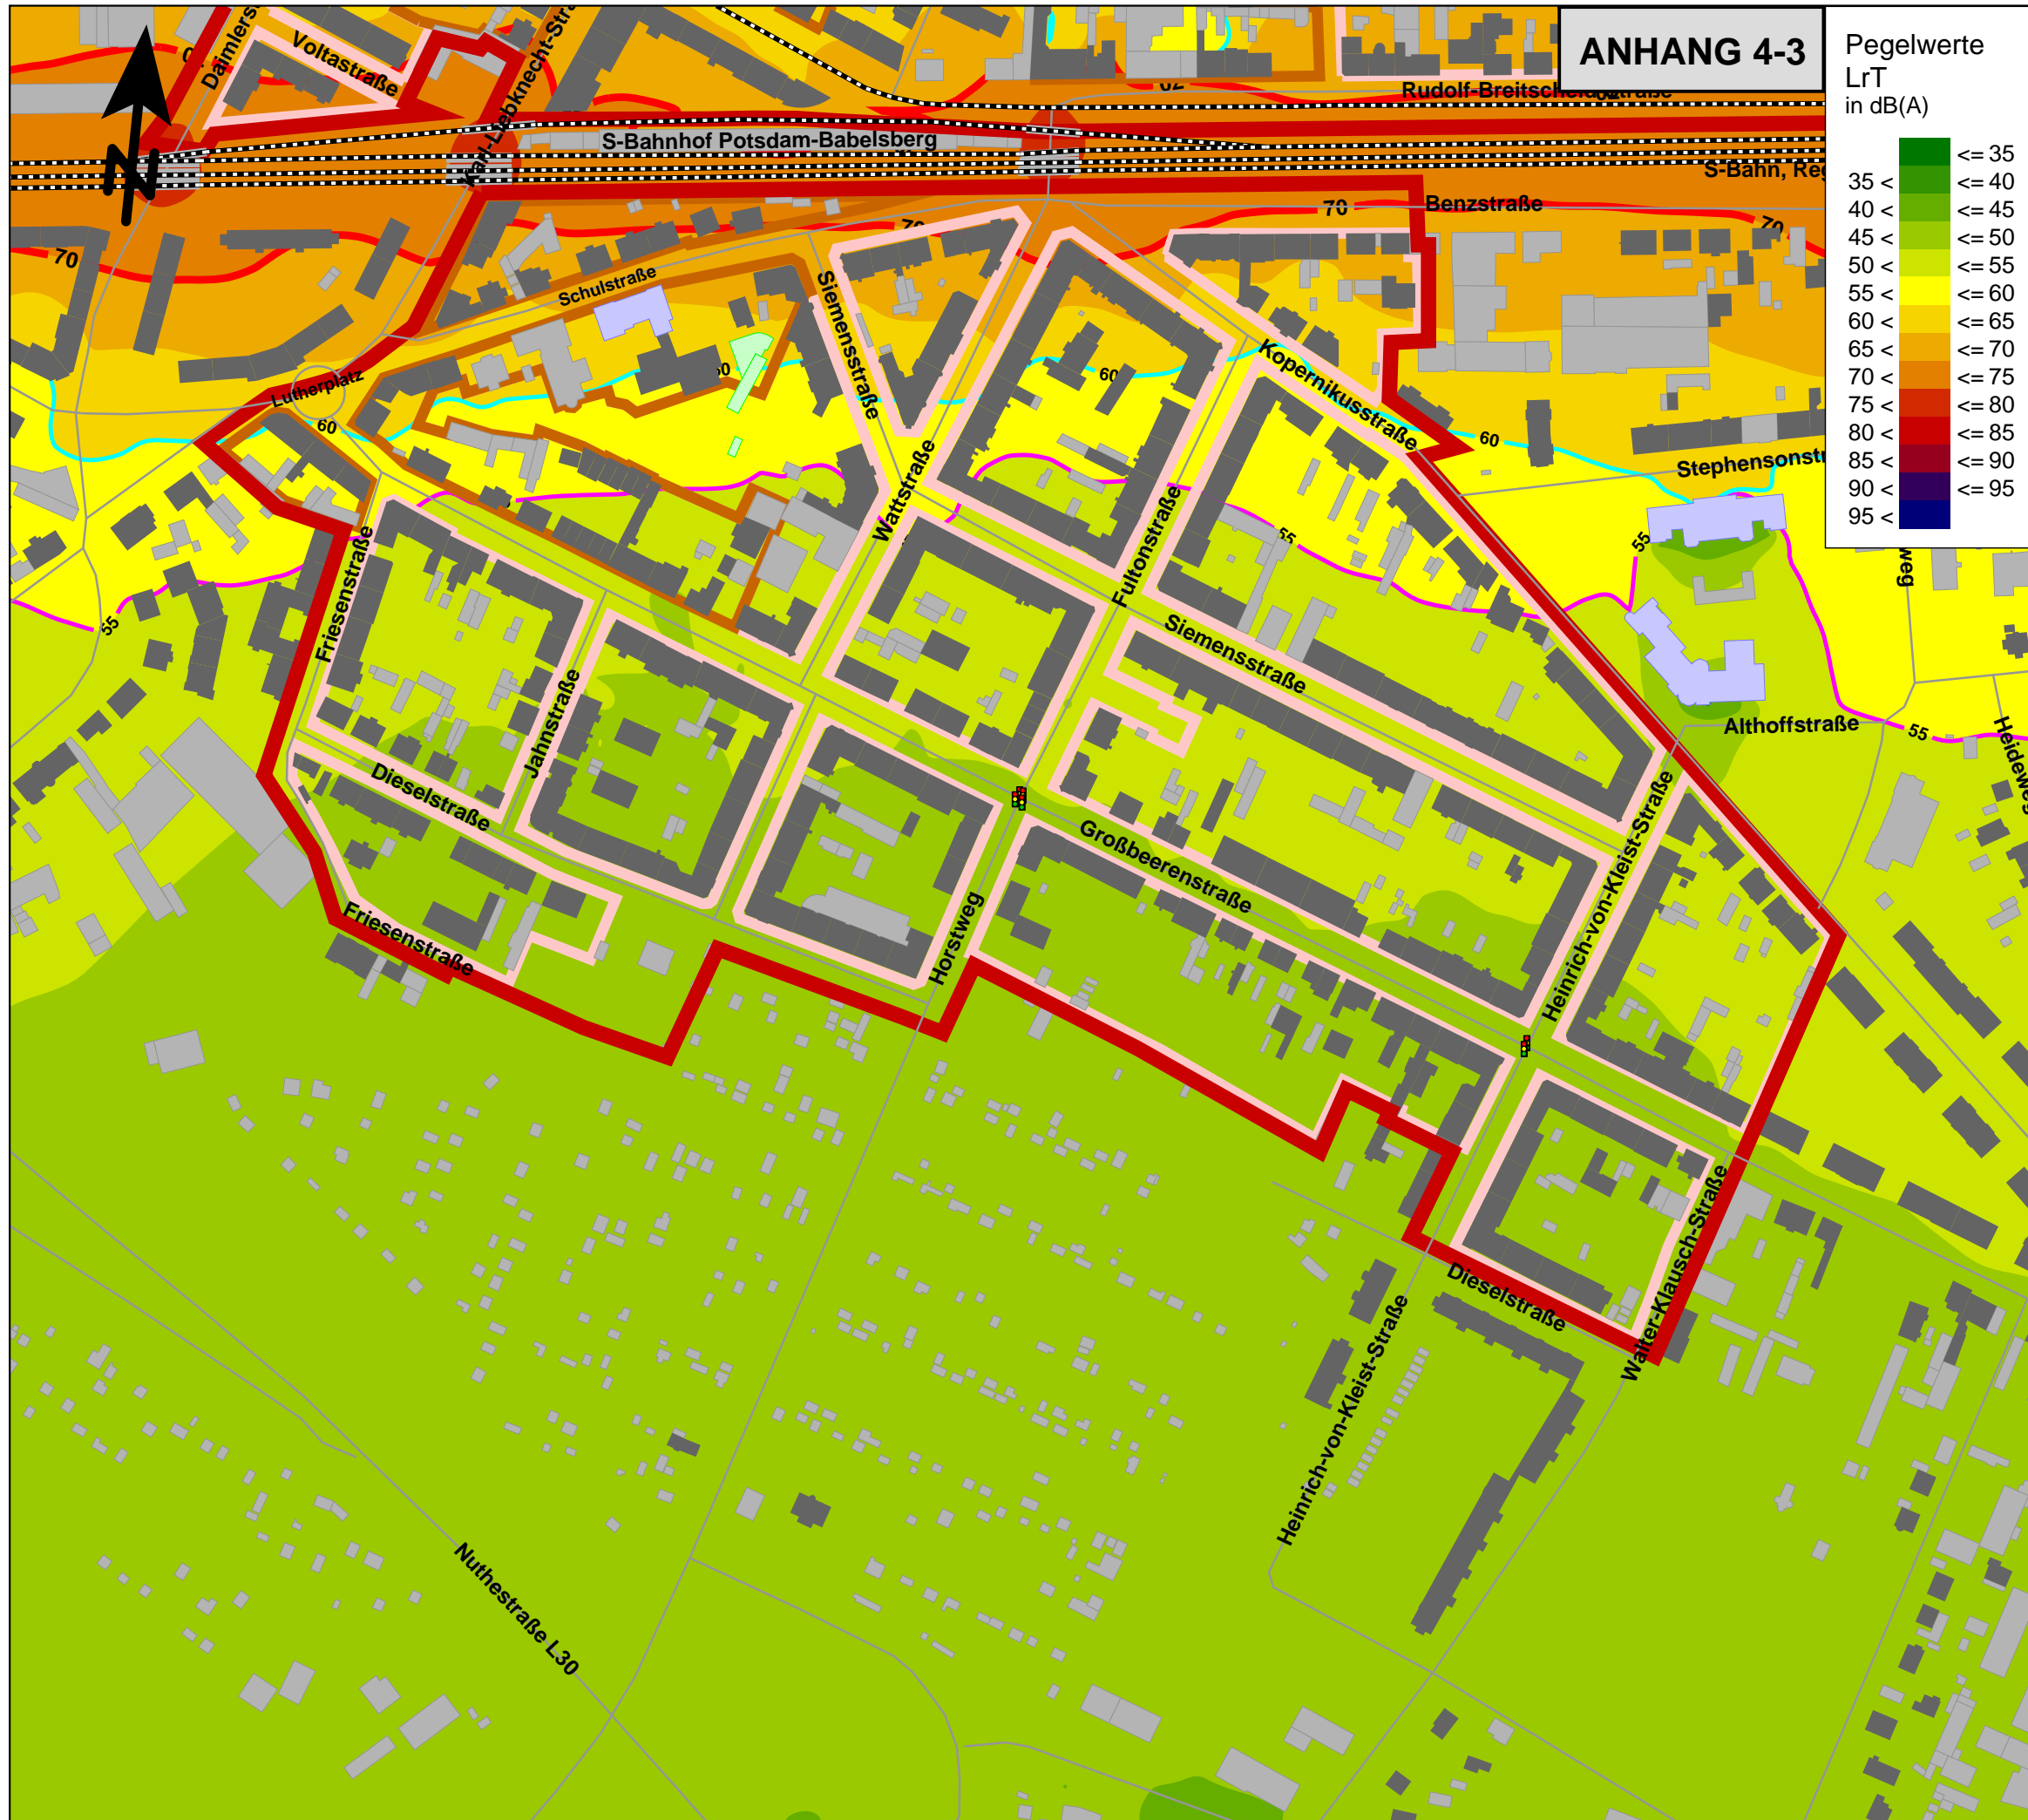 ANHANG 4-3
Pegelwerte
LrT
in dB(A)
<= 35
35 < <= 40
40 < <= 45
45 < <= 50
50 < <= 55
55 < <= 60
60 < <= 65
65 < <= 70
70 < <= 75
75 < <= 80
80 < <= 85
85 < <= 90
90 < <= 95
95 <
Voltastraße
S-Bahnhof Potsdam-Babelsberg
N
Benzstraße
70
70
70
Schulstraße
Siemensstraße
Kopernikusstraße
Lutherplatz
60
60
60
Wattstraße
Fultonstraße
55
55
55
55
Friesenstraße
Siemensstraße
Jahnstraße
Althoffstraße
Dieselstraße
Großbeerenstraße
Heinrich-von-Kleist-Straße
Friesenstraße
Horstweg
Dieselstraße
Walter-Klausch-Straße
Heinrich-von-Kleist-Straße
Nuthestraße L30